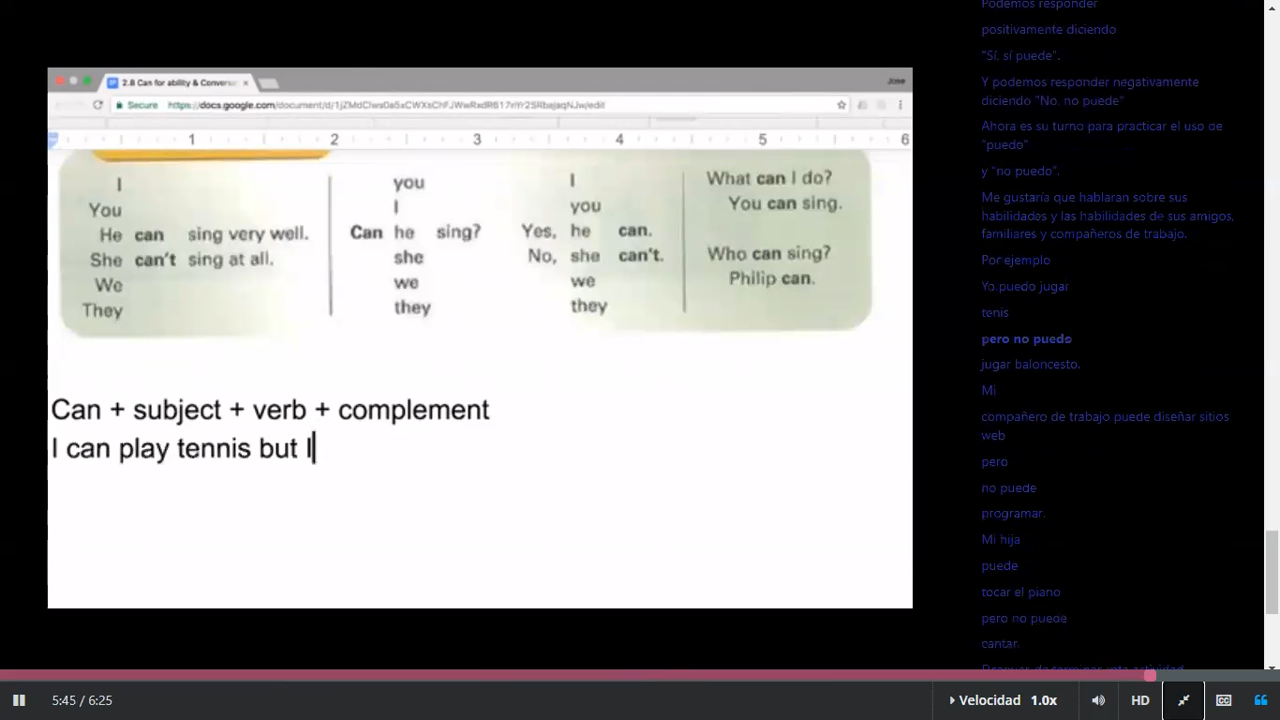 2.8 Can for ability & Convers
Jose
Secure
1 2 3 4 5 6
I
You
He can sing very well.
She can't sing at all.
We
They
you
I
Can he sing?
she
we
they
I
you
Yes, he can.
No, she can't.
we
they
What can I do?
You can sing.
Who can sing?
Philip can.
Can + subject + verb + complement
I can play tennis but I
Podemos responder
positivamente diciendo
"Sí, sí puede".
Y podemos responder negativamente
diciendo "No, no puede"
Ahora es su turno para practicar el uso de
"puedo"
y "no puedo".
Me gustaría que hablaran sobre sus
habilidades y las habilidades de sus amigos,
familiares y compañeros de trabajo.
Por ejemplo
Yo puedo jugar
tenis
pero no puedo
jugar baloncesto.
Mi
compañero de trabajo puede diseñar sitios
web
pero
no puede
programar.
Mi hija
puede
tocar el piano
pero no puede
cantar.
5:45 / 6:25
Velocidad 1.0x
HD
CC